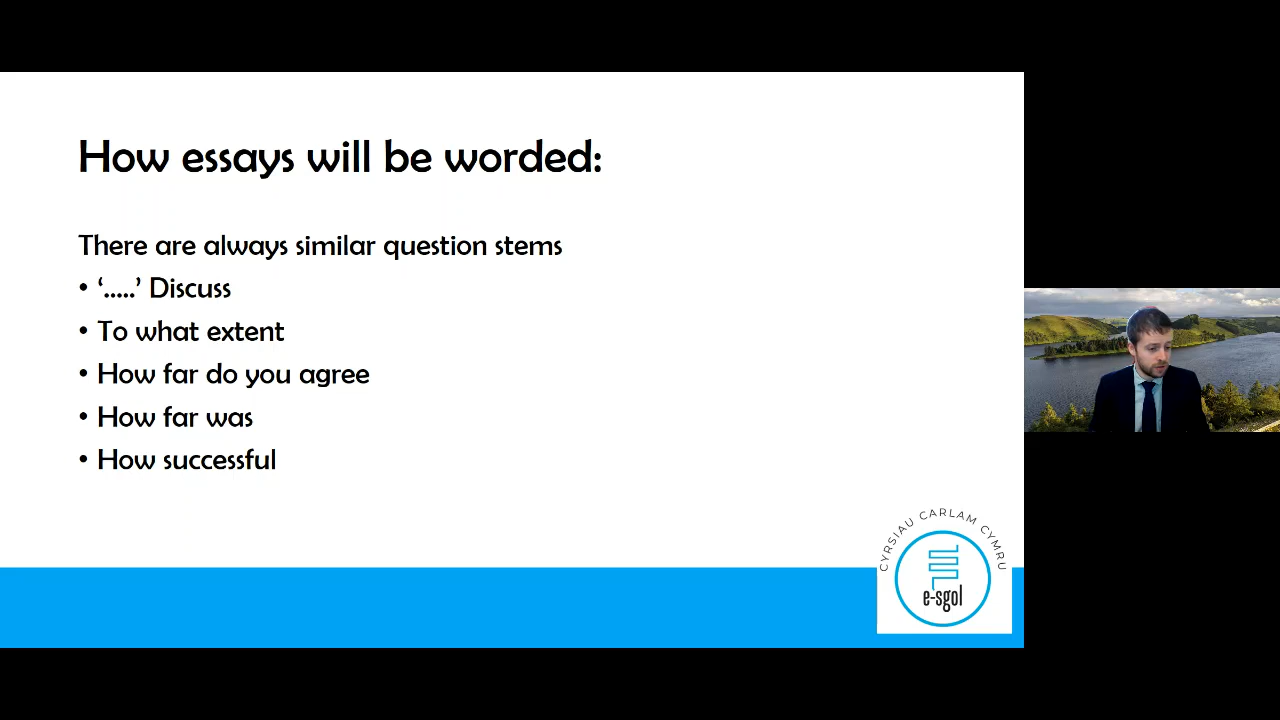 How essays will be worded:
There are always similar question stems
• ‘.....’ Discuss
• To what extent
• How far do you agree
• How far was
• How successful
CYRSIAU CARLAM CYMRU
e-sgol